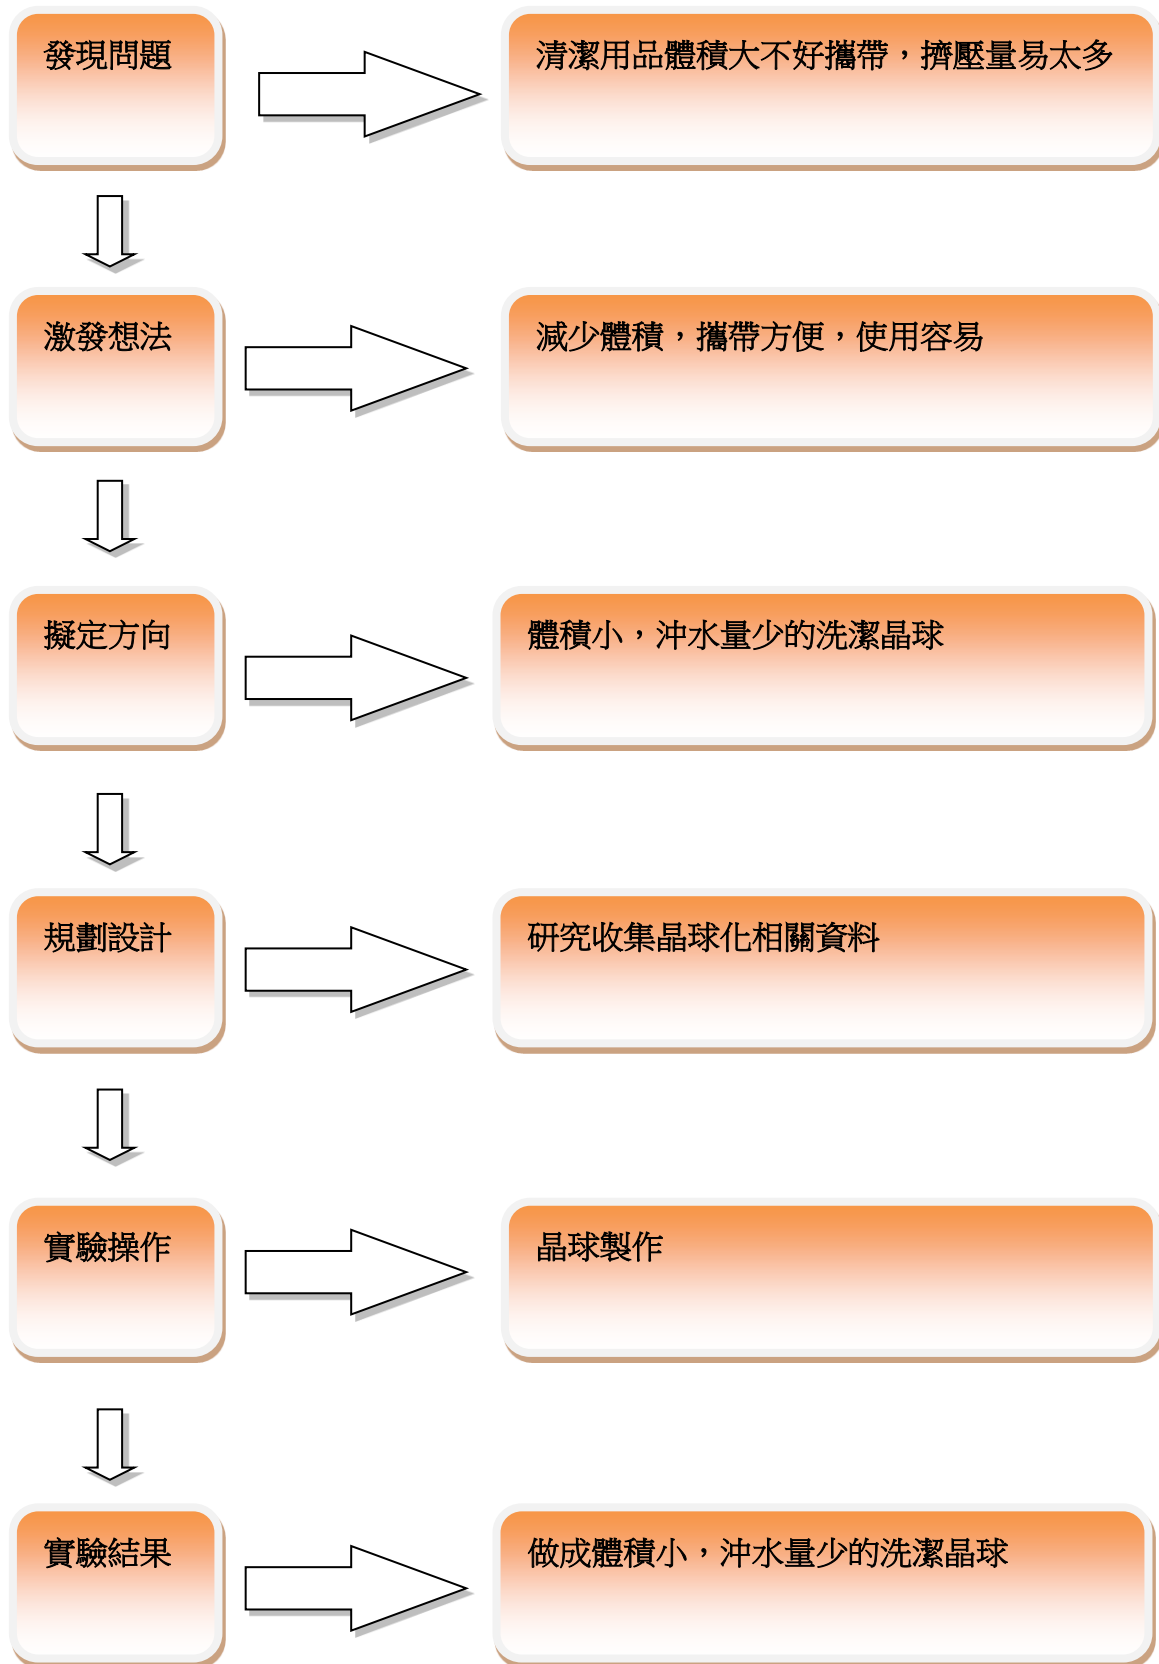 發現問題
清潔用品體積大不好攜帶，擠壓量易太多
激發想法
減少體積，攜帶方便，使用容易
擬定方向
體積小，沖水量少的洗潔晶球
規劃設計
研究收集晶球化相關資料
實驗操作
晶球製作
實驗結果
做成體積小，沖水量少的洗潔晶球